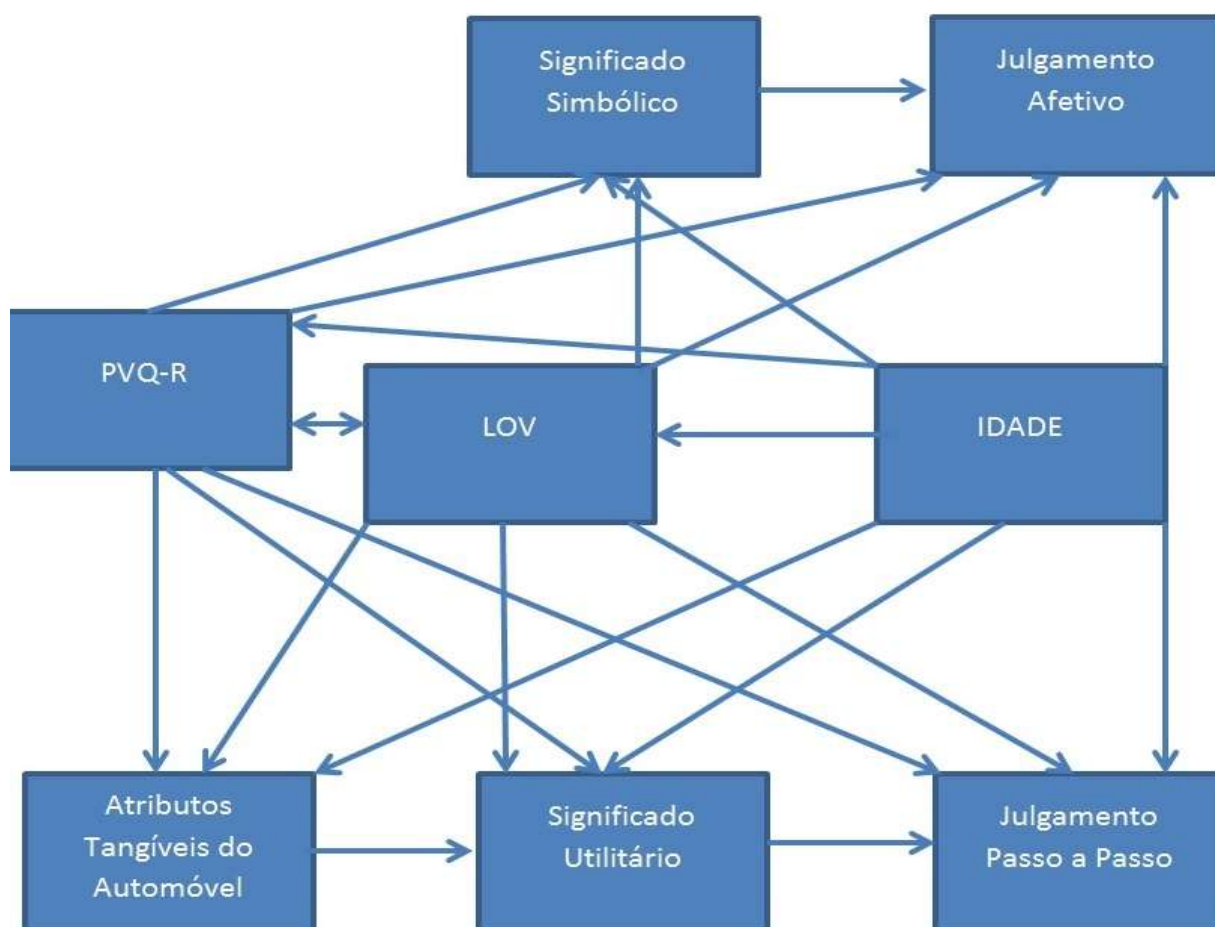 Significado
Simbólico
Julgamento
Afetivo
PVQ-R
LOV
IDADE
Atributos
Tangíveis do
Automóvel
Significado
Utilitário
Julgamento
Passo a Passo